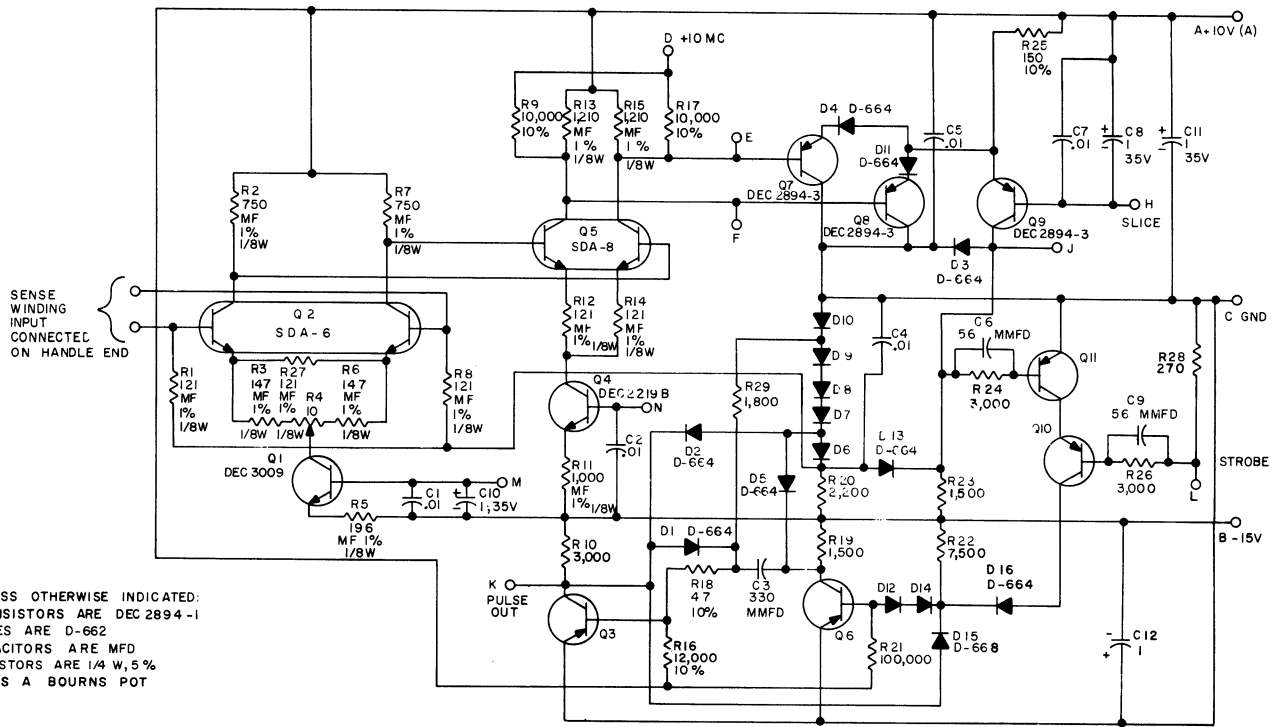 D +10 MC
A+10V (A)
R25
150
10%
R9
10,000
10%
R13
1,210
MF
1%
1/8W
R15
1,210
MF
1%
1/8W
R17
10,000
10%
E
D4 D-664
D11
D-664
C5
.01
C7
.01
C8
1
35V
C11
1
35V
Q7
DEC 2894-3
Q8
DEC2894-3
Q9
DEC2894-3
H
SLICE
F
J
D3
D-664
R2
750
MF
1%
1/8W
R7
750
MF
1%
1/8W
Q5
SDA-8
SENSE
WINDING
INPUT
CONNECTED
ON HANDLE END
Q2
SDA-6
R12
121
MF
1%
1/8W
R14
121
MF
1%
1/8W
C GND
D10
D9
D8
D7
D6
C4
.01
C6
56 MMFD
R24
3,000
Q11
R28
270
R1
121
MF
1%
1/8W
R3
147
MF
1%
1/8W
R27
121
MF
1%
R4
10
1/8W
R6
147
MF
1%
1/8W
R8
121
MF
1%
1/8W
Q4
DEC2219B
N
C2
.01
R29
1,800
D2
D-664
D5
D-664
D13
D-664
Q10
C9
56 MMFD
R26
3,000
STROBE
L
Q1
DEC 3009
M
C1
.01
C10
1,35V
R5
196
MF 1%
1/8W
R11
1,000
MF
1%
1/8W
R20
2,200
R23
1,500
B -15V
R10
3,000
D1 D-664
R19
1,500
R22
7,500
K
PULSE
OUT
R18
47
10%
C3
330
MMFD
D12
D14
D16
D-664
Q3
R16
12,000
10%
Q6
R21
100,000
D15
D-668
C12
1
SS OTHERWISE INDICATED:
ISISTORS ARE DEC 2894-1
ES ARE D-662
ACITORS ARE MFD
ISTORS ARE 1/4 W, 5%
S A BOURNS POT